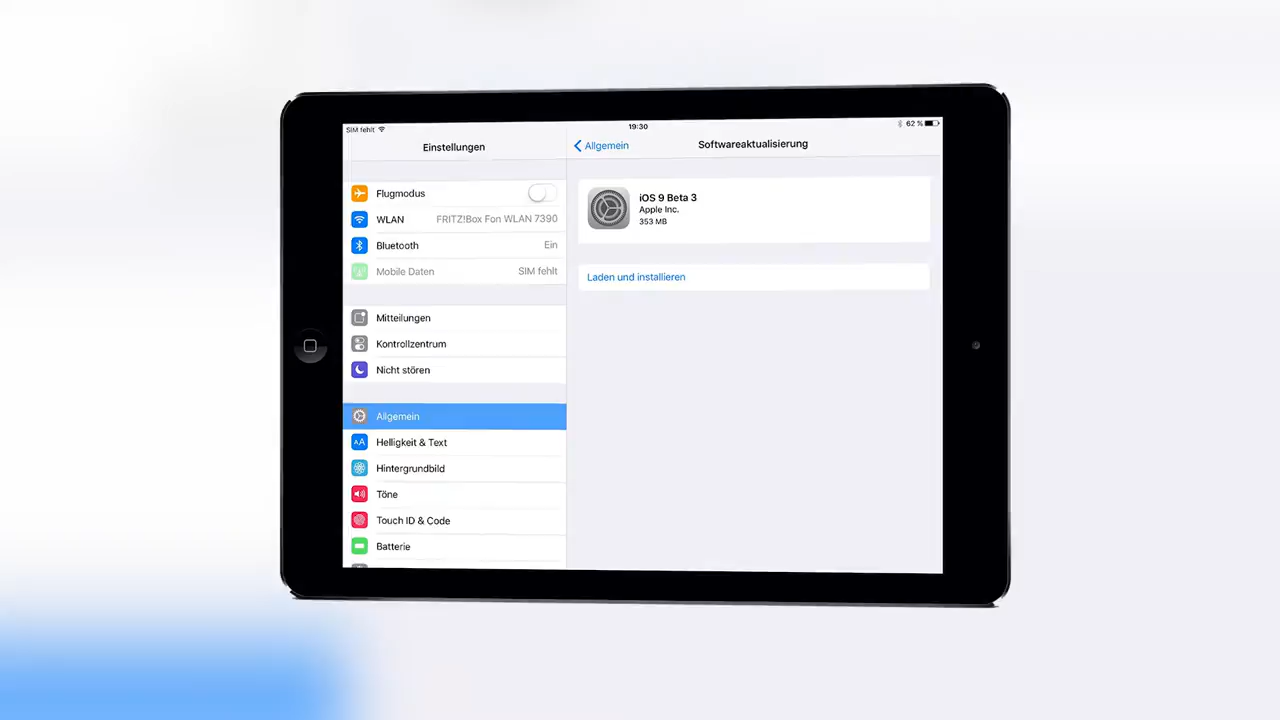 SIM fehlt
19:30
62 %
Einstellungen
Allgemein
Softwareaktualisierung
Flugmodus
WLAN FRITZ!Box Fon WLAN 7390
Bluetooth Ein
Mobile Daten SIM fehlt
Mitteilungen
Kontrollzentrum
Nicht stören
Allgemein
AA Helligkeit & Text
Hintergrundbild
Töne
Touch ID & Code
Batterie
iOS 9 Beta 3
Apple Inc.
353 MB
Laden und installieren